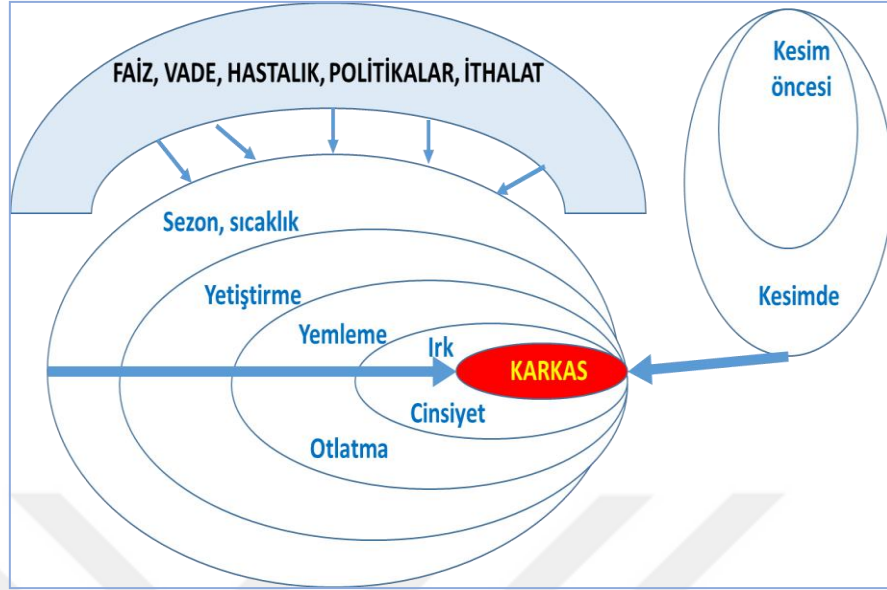 FAİZ, VADE, HASTALIK, POLİTİKALAR, İTHALAT
Kesim
öncesi
Sezon, sıcaklık
Yetiştirme
Kesimde
Yemleme
Irk
KARKAS
Cinsiyet
Otlatma